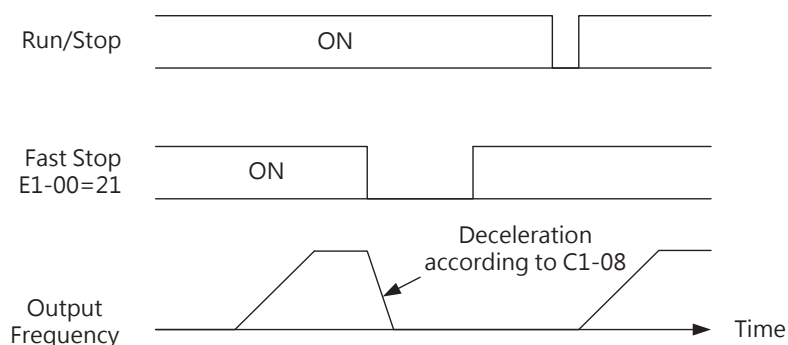 Run/Stop
ON
Fast Stop
E1-00=21
ON
Deceleration
according to C1-08
Output
Frequency
Time